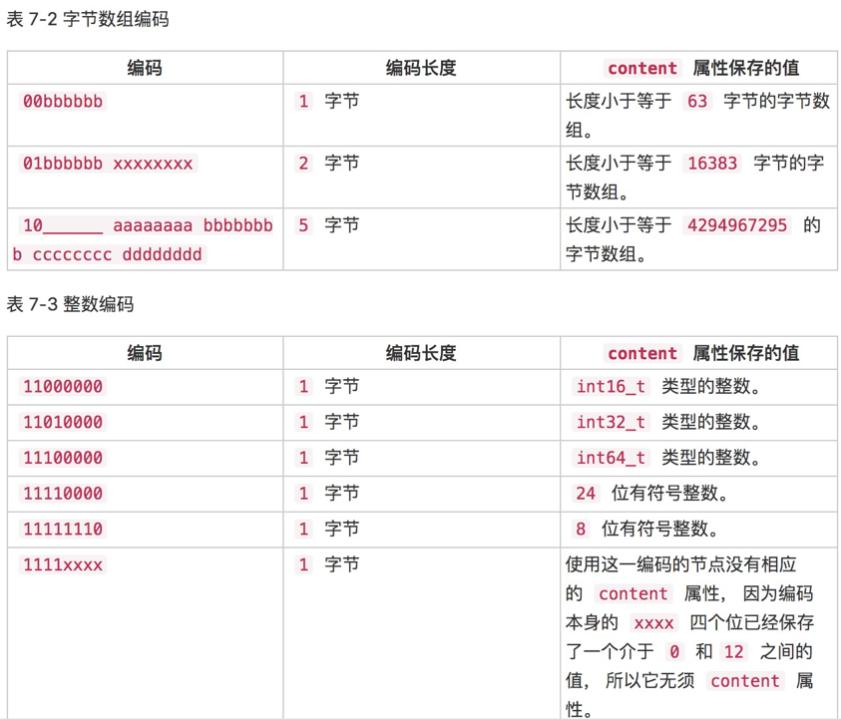 表 7-2 字节数组编码
编码 编码长度 content 属性保存的值
00bbbbbb 1 字节 长度小于等于 63 字节的字节数
组。
01bbbbbb xxxxxxxx 2 字节 长度小于等于 16383 字节的字
节数组。
10______ aaaaaaaa bbbbbbb 5 字节 长度小于等于 4294967295 的
b cccccccc dddddddd 字节数组。
表 7-3 整数编码
编码 编码长度 content 属性保存的值
11000000 1 字节 int16_t 类型的整数。
11010000 1 字节 int32_t 类型的整数。
11100000 1 字节 int64_t 类型的整数。
11110000 1 字节 24 位有符号整数。
11111110 1 字节 8 位有符号整数。
1111xxxx 1 字节 使用这一编码的节点没有相应
的 content 属性， 因为编码
本身的 xxxx 四个位已经保存
了一个介于 0 和 12 之间的
值， 所以它无须 content 属
性。